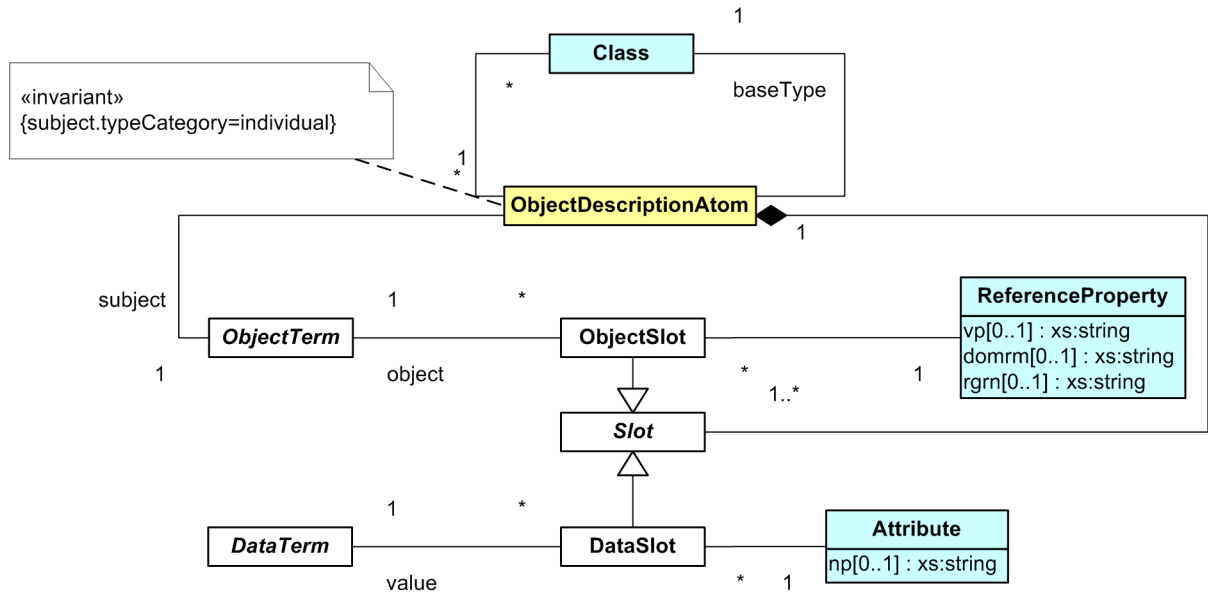 1
Class
*
baseType
«invariant»
{subject.typeCategory=individual}
1
*
ObjectDescriptionAtom
1
subject
1
*
ReferenceProperty
vp[0..1] : xs:string
domrm[0..1] : xs:string
rgrn[0..1] : xs:string
ObjectTerm
ObjectSlot
1
object
*
1
1..*
Slot
1
*
Attribute
np[0..1] : xs:string
DataTerm
DataSlot
value
*
1